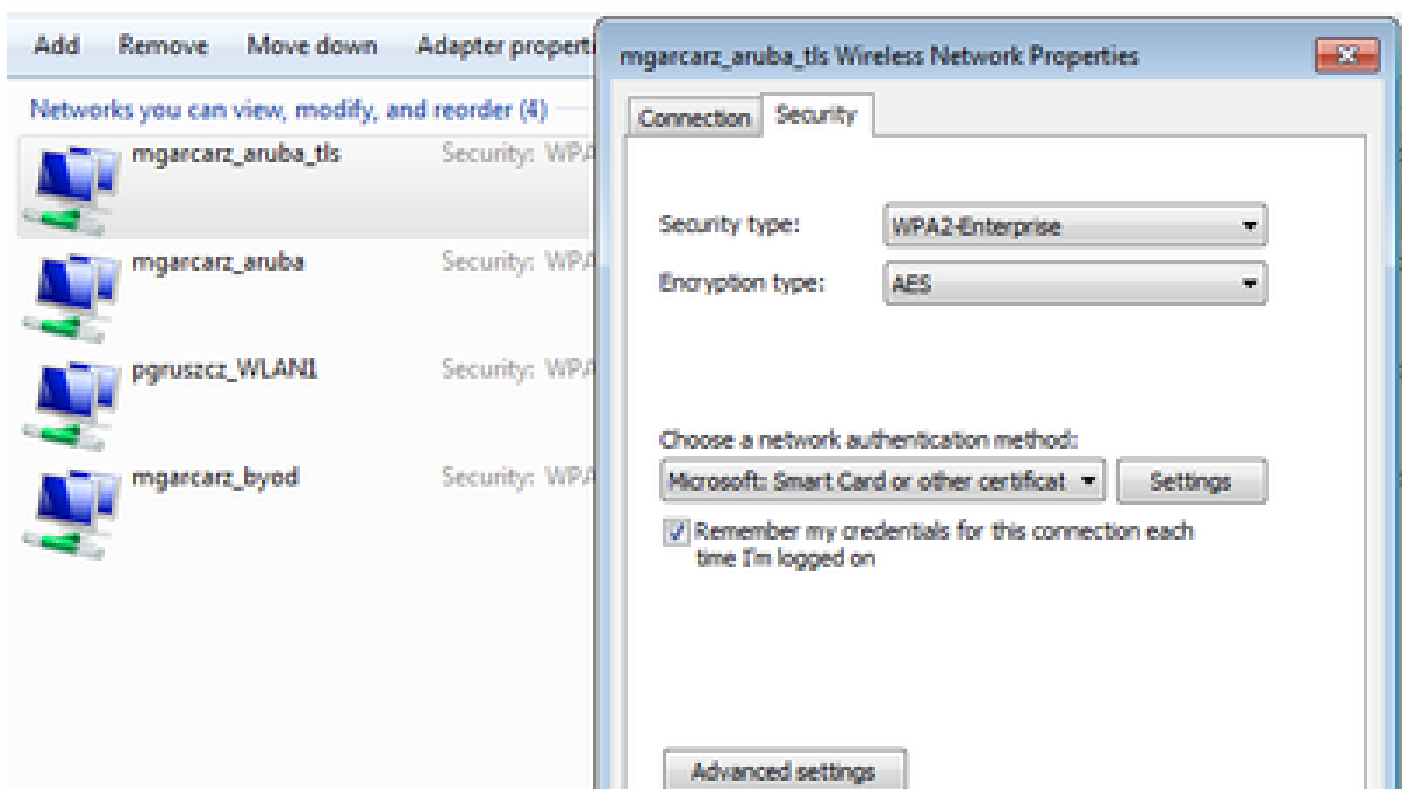 Add Remove Move down Adapter properti
Networks you can view, modify, and reorder (4)
mgarcarz_aruba_tls Security: WPA
mgarcarz_aruba Security: WPA
pgruszcz_WLAN1 Security: WPA
mgarcarz_byod Security: WPA
mgarcarz_aruba_tls Wireless Network Properties
Connection Security
Security type: WPA2-Enterprise
Encryption type: AES
Choose a network authentication method:
Microsoft: Smart Card or other certificat Settings
Remember my credentials for this connection each
time I'm logged on
Advanced settings